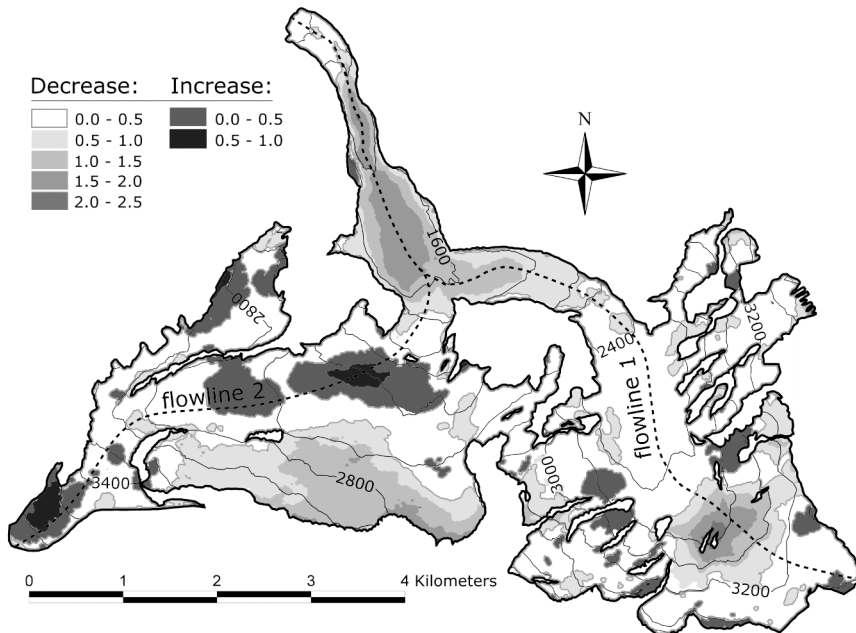 Decrease: Increase:
0.0 - 0.5 0.0 - 0.5
0.5 - 1.0 0.5 - 1.0
1.0 - 1.5
1.5 - 2.0
2.0 - 2.5
N
1600
2800
3200
2400
flowline 1
flowline 2
3000
2800
3400
3200
0 1 2 3 4 Kilometers